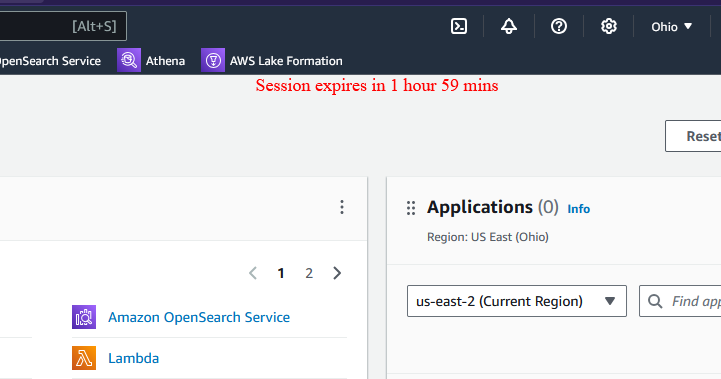 [Alt+S]
Ohio
OpenSearch Service
Athena
AWS Lake Formation
Session expires in 1 hour 59 mins
Reset
Applications (0) Info
Region: US East (Ohio)
1 2
us-east-2 (Current Region)
Find app
Amazon OpenSearch Service
Lambda